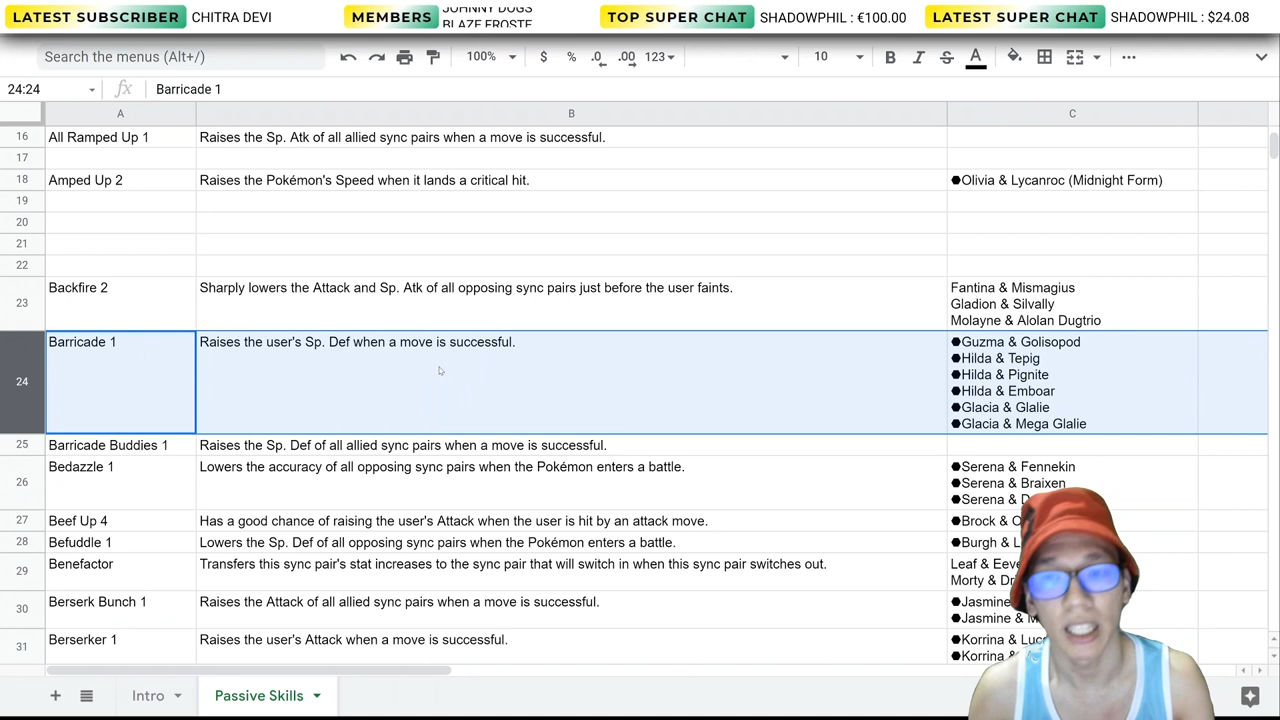 LATEST SUBSCRIBER CHITRA DEVI
MEMBERS
BLAZE FROSTE
TOP SUPER CHAT SHADOWPHIL : €100.00
LATEST SUPER CHAT SHADOWPHIL : $24.08
Search the menus (Alt+/)
100%
$ % .0 .00 123
10
B I S A
24:24
fx
Barricade 1
A B C
16 All Ramped Up 1 Raises the Sp. Atk of all allied sync pairs when a move is successful.
17
18 Amped Up 2 Raises the Pokémon's Speed when it lands a critical hit. ⬣Olivia & Lycanroc (Midnight Form)
19
20
21
22
23 Backfire 2 Sharply lowers the Attack and Sp. Atk of all opposing sync pairs just before the user faints. Fantina & Mismagius
Gladion & Silvally
Molayne & Alolan Dugtrio
24 Barricade 1 Raises the user's Sp. Def when a move is successful. ⬣Guzma & Golisopod
⬣Hilda & Tepig
⬣Hilda & Pignite
⬣Hilda & Emboar
⬣Glacia & Glalie
⬣Glacia & Mega Glalie
25 Barricade Buddies 1 Raises the Sp. Def of all allied sync pairs when a move is successful.
26 Bedazzle 1 Lowers the accuracy of all opposing sync pairs when the Pokémon enters a battle. ⬣Serena & Fennekin
⬣Serena & Braixen
⬣Serena &
27 Beef Up 4 Has a good chance of raising the user's Attack when the user is hit by an attack move. ⬣Brock &
28 Befuddle 1 Lowers the Sp. Def of all opposing sync pairs when the Pokémon enters a battle. ⬣Burgh &
29 Benefactor Transfers this sync pair's stat increases to the sync pair that will switch in when this sync pair switches out. Leaf &
Morty &
30 Berserk Bunch 1 Raises the Attack of all allied sync pairs when a move is successful. ⬣Jasmine
⬣Jasmine &
31 Berserker 1 Raises the user's Attack when a move is successful. ⬣Korrina &
⬣Korrina
Intro
Passive Skills